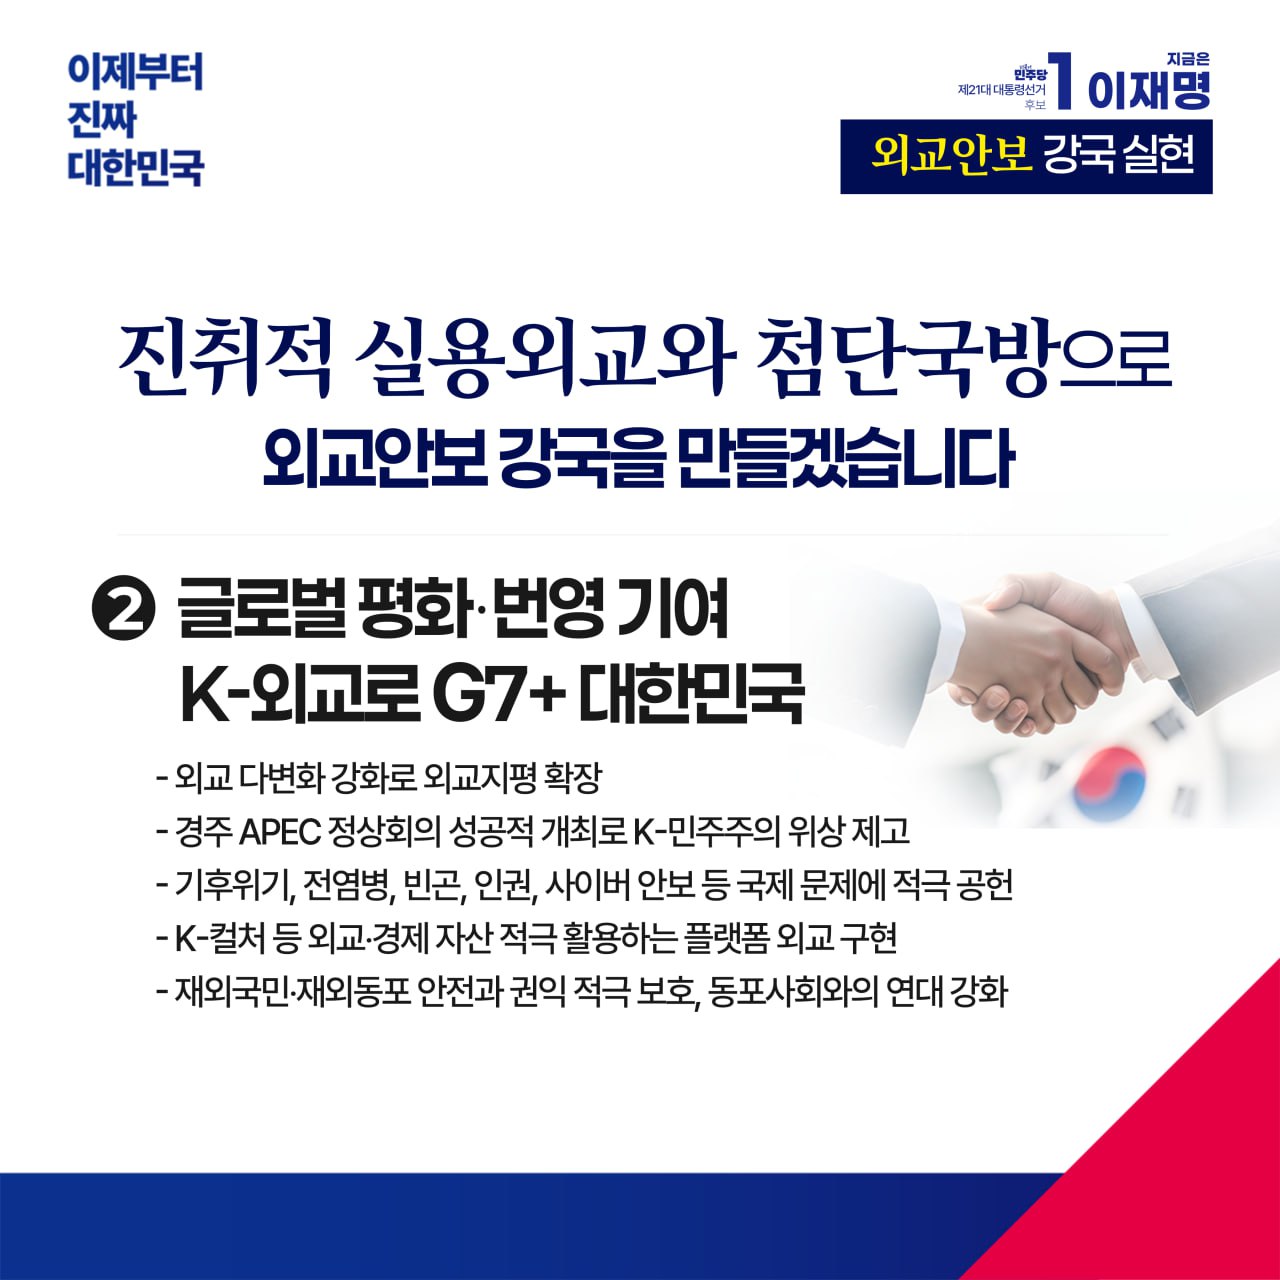 이제부터
진짜
대한민국
지금은
민주당
제21대 대통령선거
후보
1 이재명
외교안보 강국 실현
진취적 실용외교와 첨단국방으로
외교안보 강국을 만들겠습니다
2 글로벌 평화·번영 기여
K-외교로 G7+ 대한민국
- 외교 다변화 강화로 외교지평 확장
- 경주 APEC 정상회의 성공적 개최로 K-민주주의 위상 제고
- 기후위기, 전염병, 빈곤, 인권, 사이버 안보 등 국제 문제에 적극 공헌
- K-컬처 등 외교·경제 자산 적극 활용하는 플랫폼 외교 구현
- 재외국민·재외동포 안전과 권익 적극 보호, 동포사회와의 연대 강화